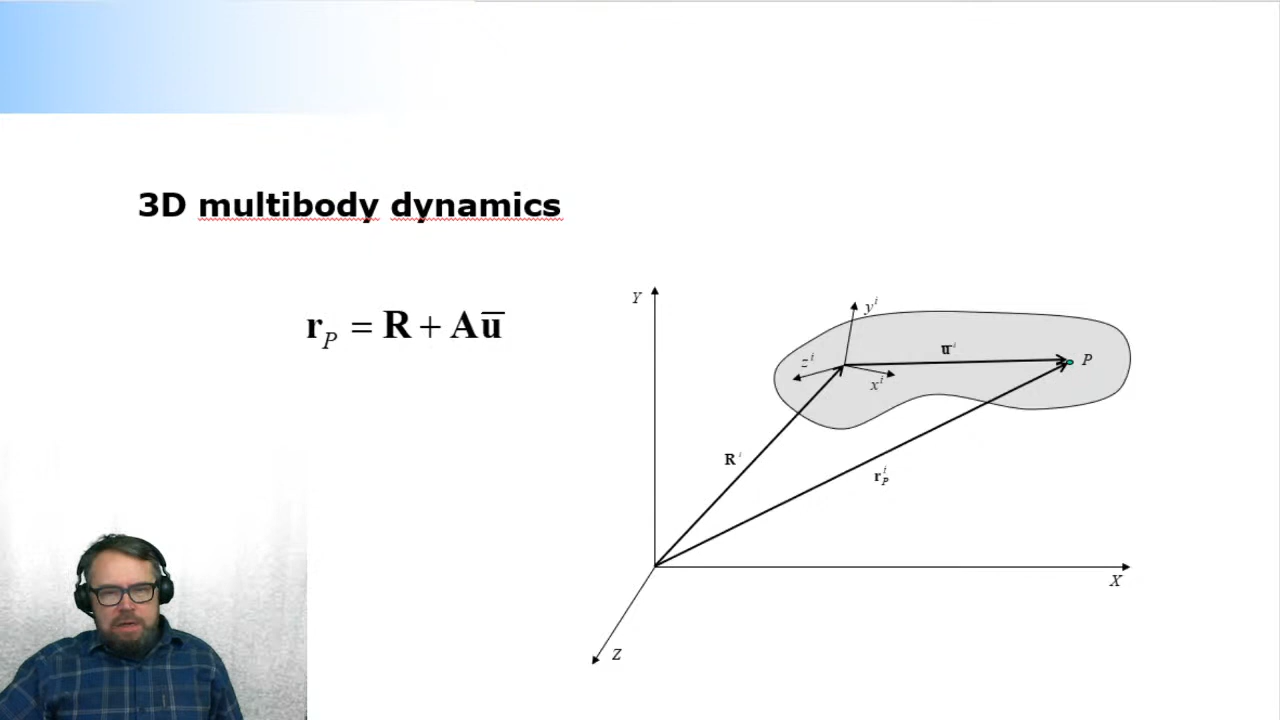 3D multibody dynamics
r_P = R + Aū
Y
y^i
z^i
x^i
ū^i
P
R^i
r_P^i
X
Z